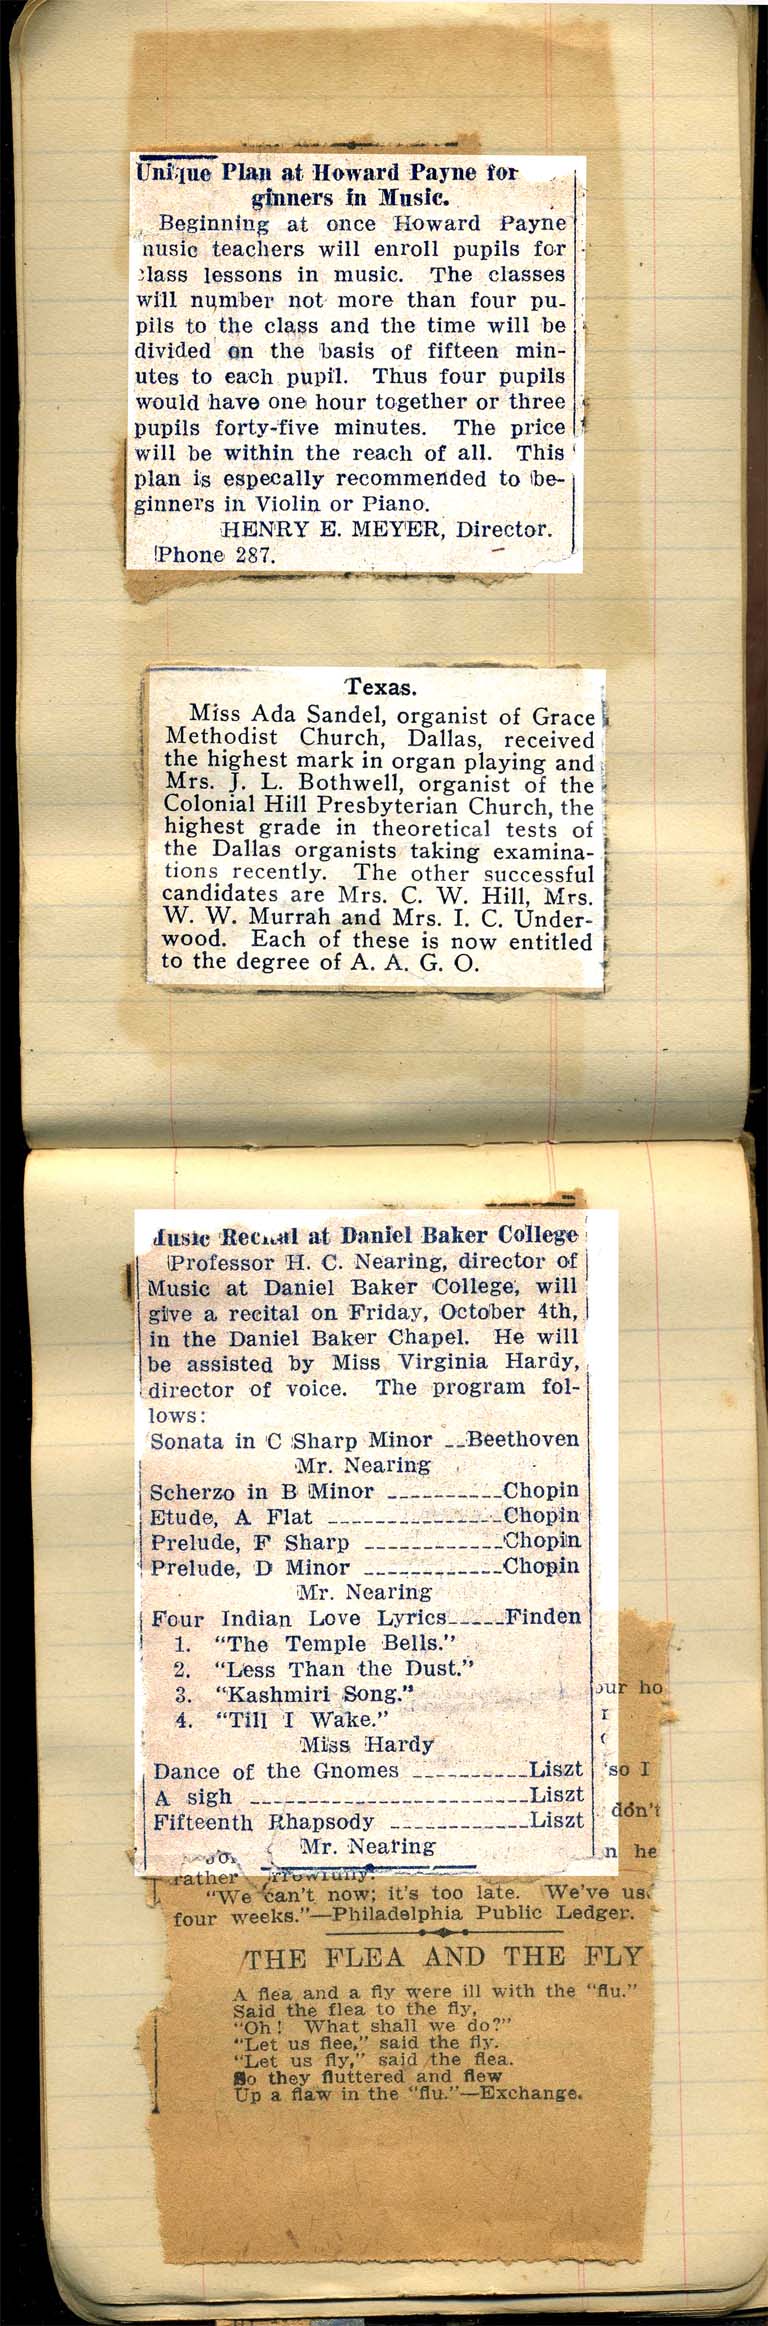 Unique Plan at Howard Payne for
ginners in Music.
Beginning at once Howard Payne
music teachers will enroll pupils for
class lessons in music. The classes
will number not more than four pu-
pils to the class and the time will be
divided on the basis of fifteen min-
utes to each pupil. Thus four pupils
would have one hour together or three
pupils forty-five minutes. The price
will be within the reach of all. This
plan is especally recommended to be-
ginners in Violin or Piano.
HENRY E. MEYER, Director.
Phone 287.
Texas.
Miss Ada Sandel, organist of Grace
Methodist Church, Dallas, received
the highest mark in organ playing and
Mrs. J. L. Bothwell, organist of the
Colonial Hill Presbyterian Church, the
highest grade in theoretical tests of
the Dallas organists taking examina-
tions recently. The other successful
candidates are Mrs. C. W. Hill, Mrs.
W. W. Murrah and Mrs. I. C. Under-
wood. Each of these is now entitled
to the degree of A. A. G. O.
Music Recital at Daniel Baker College
Professor H. C. Nearing, director of
Music at Daniel Baker College, will
give a recital on Friday, October 4th,
in the Daniel Baker Chapel. He will
be assisted by Miss Virginia Hardy,
director of voice. The program fol-
lows:
Sonata in C Sharp Minor --Beethoven
Mr. Nearing
Scherzo in B Minor ----------Chopin
Etude, A Flat ---------------Chopin
Prelude, F Sharp ------------Chopin
Prelude, D Minor ------------Chopin
Mr. Nearing
Four Indian Love Lyrics-----Finden
1. "The Temple Bells."
2. "Less Than the Dust."
3. "Kashmiri Song."
4. "Till I Wake."
Miss Hardy
Dance of the Gnomes ----------Liszt
A sigh ------------------------Liszt
Fifteenth Rhapsody ------------Liszt
Mr. Nearing
our ho
so I
don't
n he
rather
"We can't now; it's too late. We've us
four weeks."—Philadelphia Public Ledger.
THE FLEA AND THE FLY
A flea and a fly were ill with the "flu."
Said the flea to the fly,
"Oh! What shall we do?"
"Let us flee," said the fly.
"Let us fly," said the flea.
So they fluttered and flew
Up a flaw in the "flu."—Exchange.